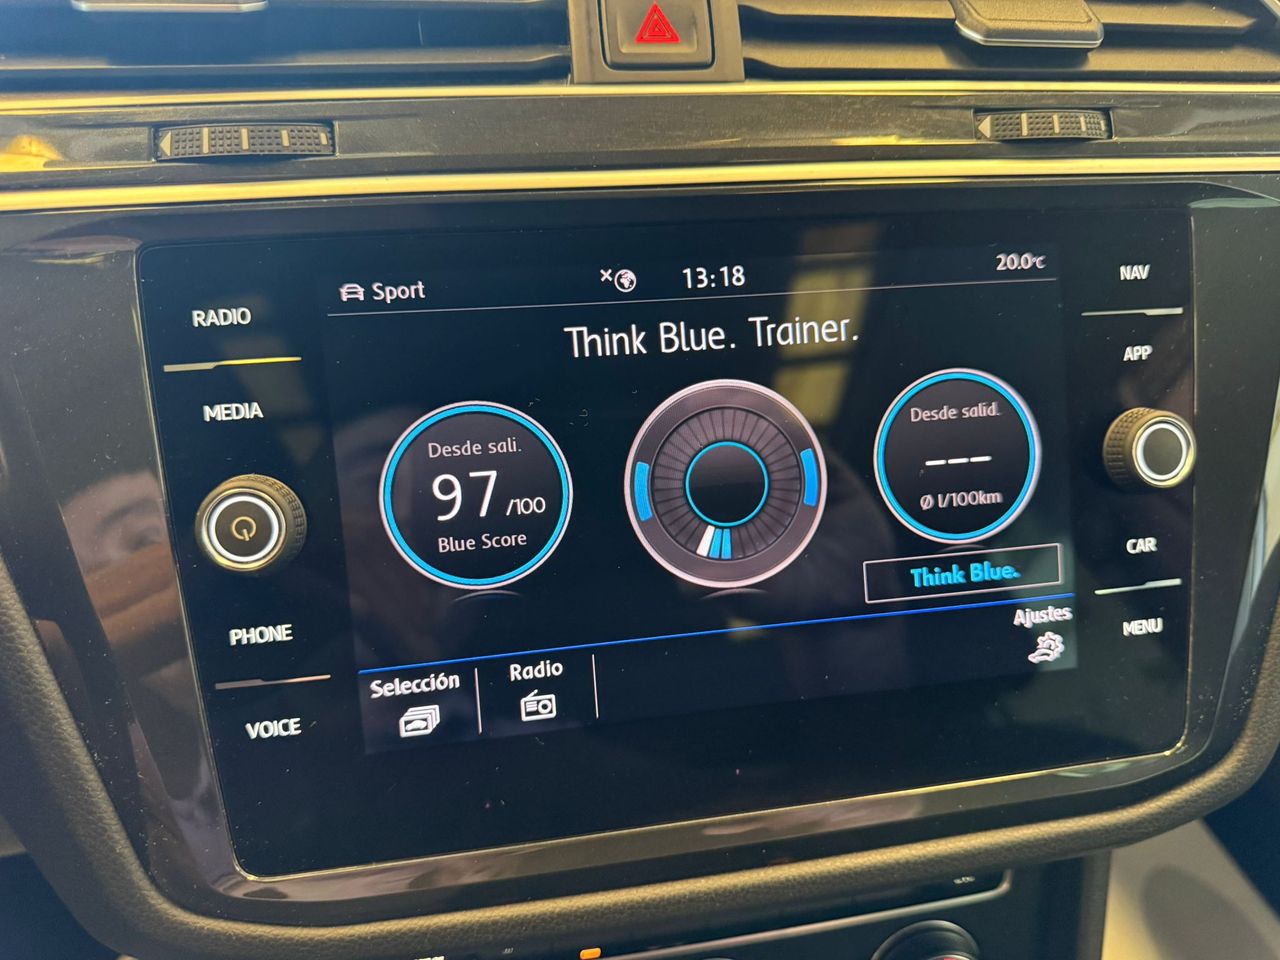 Sport
13:18
20.0°C
RADIO
MEDIA
PHONE
VOICE
Think Blue. Trainer.
Desde sali.
97 /100
Blue Score
Desde salid.
---
Ø l/100km
Think Blue.
Ajustes
Selección
Radio
NAV
APP
CAR
MENU